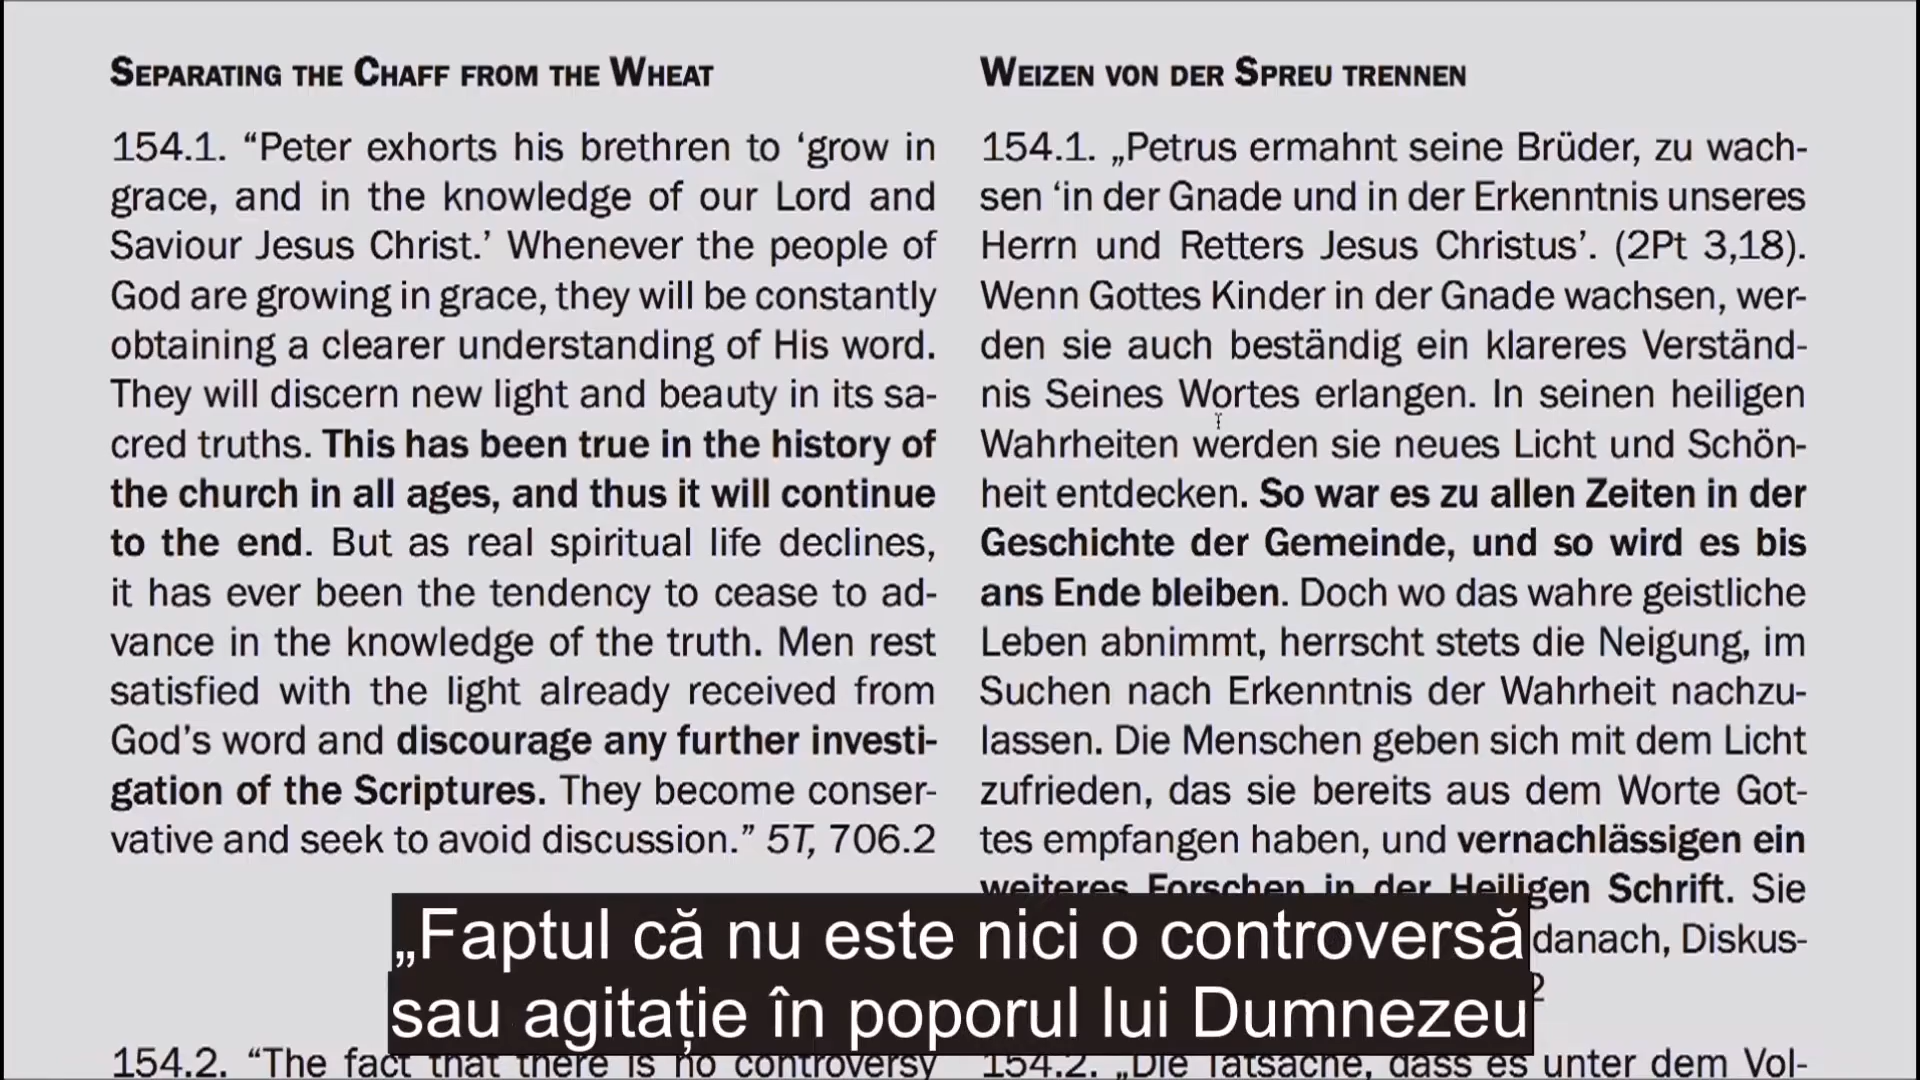 SEPARATING THE CHAFF FROM THE WHEAT
154.1. “Peter exhorts his brethren to ‘grow in
grace, and in the knowledge of our Lord and
Saviour Jesus Christ.’ Whenever the people of
God are growing in grace, they will be constantly
obtaining a clearer understanding of His word.
They will discern new light and beauty in its sa-
cred truths. This has been true in the history of
the church in all ages, and thus it will continue
to the end. But as real spiritual life declines,
it has ever been the tendency to cease to ad-
vance in the knowledge of the truth. Men rest
satisfied with the light already received from
God’s word and discourage any further investi-
gation of the Scriptures. They become conser-
vative and seek to avoid discussion.” 5T, 706.2
154.2. “The fact that there is no controversy
WEIZEN VON DER SPREU TRENNEN
154.1. „Petrus ermahnt seine Brüder, zu wach-
sen ‘in der Gnade und in der Erkenntnis unseres
Herrn und Retters Jesus Christus’. (2Pt 3,18).
Wenn Gottes Kinder in der Gnade wachsen, wer-
den sie auch beständig ein klareres Verständ-
nis Seines Wortes erlangen. In seinen heiligen
Wahrheiten werden sie neues Licht und Schön-
heit entdecken. So war es zu allen Zeiten in der
Geschichte der Gemeinde, und so wird es bis
ans Ende bleiben. Doch wo das wahre geistliche
Leben abnimmt, herrscht stets die Neigung, im
Suchen nach Erkenntnis der Wahrheit nachzu-
lassen. Die Menschen geben sich mit dem Licht
zufrieden, das sie bereits aus dem Worte Got-
tes empfangen haben, und vernachlässigen ein
weiteres Forschen in der Heiligen Schrift. Sie
danach, Diskus-
2
154.2. „Die Tatsache, dass es unter dem Vol-
„Faptul că nu este nici o controversă
sau agitație în poporul lui Dumnezeu